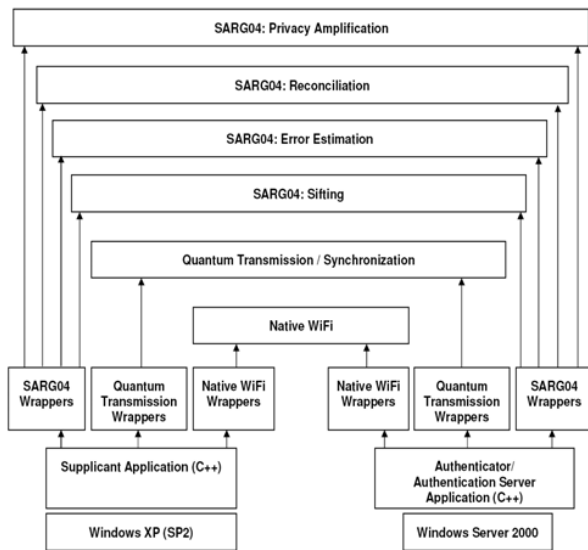 SARG04: Privacy Amplification
SARG04: Reconciliation
SARG04: Error Estimation
SARG04: Sifting
Quantum Transmission / Synchronization
Native WiFi
SARG04
Wrappers
Quantum
Transmission
Wrappers
Native WiFi
Wrappers
Native WiFi
Wrappers
Quantum
Transmission
Wrappers
SARG04
Wrappers
Supplicant Application (C++)
Authenticator/
Authentication Server
Application (C++)
Windows XP (SP2)
Windows Server 2000